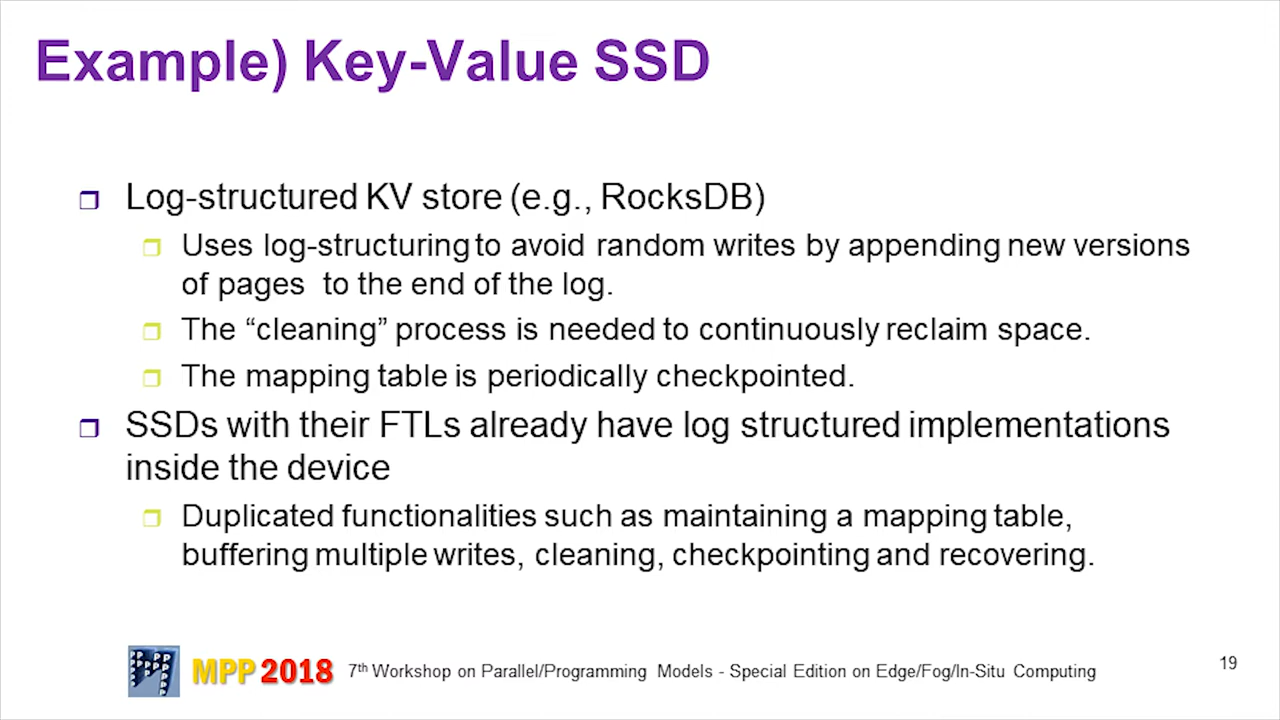 Example) Key-Value SSD
Log-structured KV store (e.g., RocksDB)
Uses log-structuring to avoid random writes by appending new versions
of pages to the end of the log.
The “cleaning” process is needed to continuously reclaim space.
The mapping table is periodically checkpointed.
SSDs with their FTLs already have log structured implementations
inside the device
Duplicated functionalities such as maintaining a mapping table,
buffering multiple writes, cleaning, checkpointing and recovering.
MPP 2018 7th Workshop on Parallel/Programming Models - Special Edition on Edge/Fog/In-Situ Computing
19